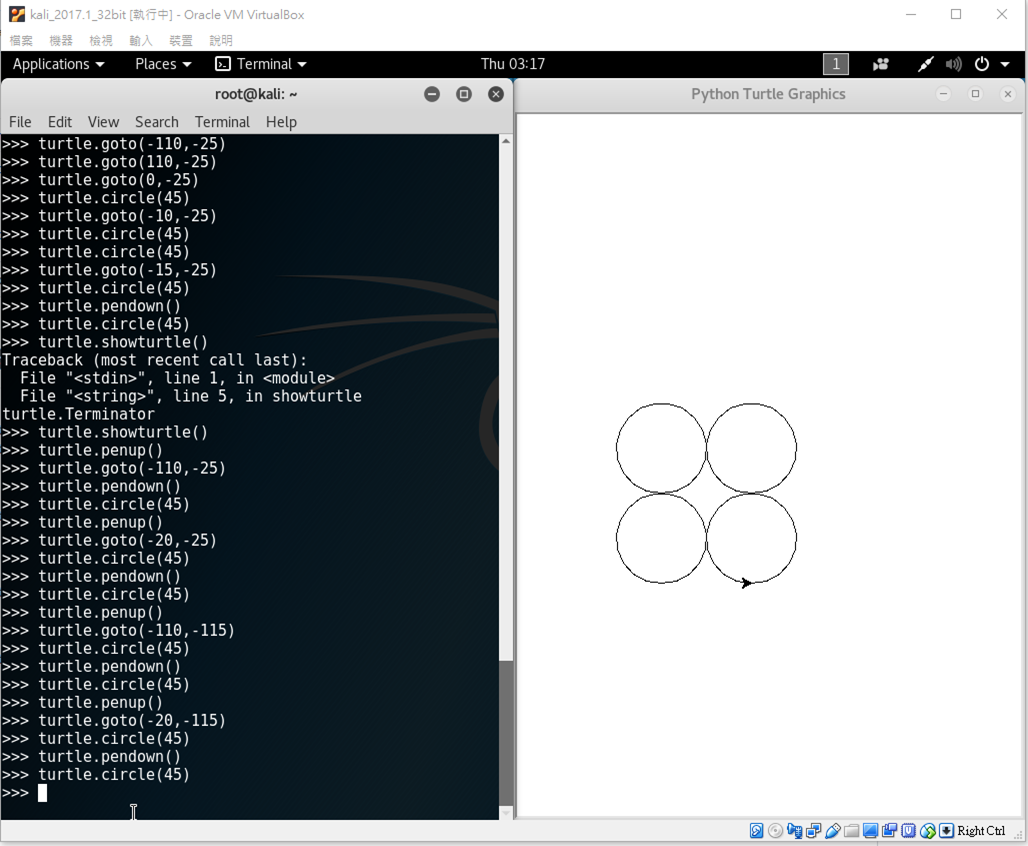 kali_2017.1_32bit [執行中] - Oracle VM VirtualBox
檔案 機器 檢視 輸入 裝置 說明
Applications Places Terminal Thu 03:17 1
root@kali: ~
Python Turtle Graphics
File Edit View Search Terminal Help
>>> turtle.goto(-110,-25)
>>> turtle.goto(110,-25)
>>> turtle.goto(0,-25)
>>> turtle.circle(45)
>>> turtle.goto(-10,-25)
>>> turtle.circle(45)
>>> turtle.circle(45)
>>> turtle.goto(-15,-25)
>>> turtle.circle(45)
>>> turtle.pendown()
>>> turtle.circle(45)
>>> turtle.showturtle()
Traceback (most recent call last):
  File "<stdin>", line 1, in <module>
  File "<string>", line 5, in showturtle
turtle.Terminator
>>> turtle.showturtle()
>>> turtle.penup()
>>> turtle.goto(-110,-25)
>>> turtle.pendown()
>>> turtle.circle(45)
>>> turtle.penup()
>>> turtle.goto(-20,-25)
>>> turtle.circle(45)
>>> turtle.pendown()
>>> turtle.circle(45)
>>> turtle.penup()
>>> turtle.goto(-110,-115)
>>> turtle.circle(45)
>>> turtle.pendown()
>>> turtle.circle(45)
>>> turtle.penup()
>>> turtle.goto(-20,-115)
>>> turtle.circle(45)
>>> turtle.pendown()
>>> turtle.circle(45)
>>>
Right Ctrl